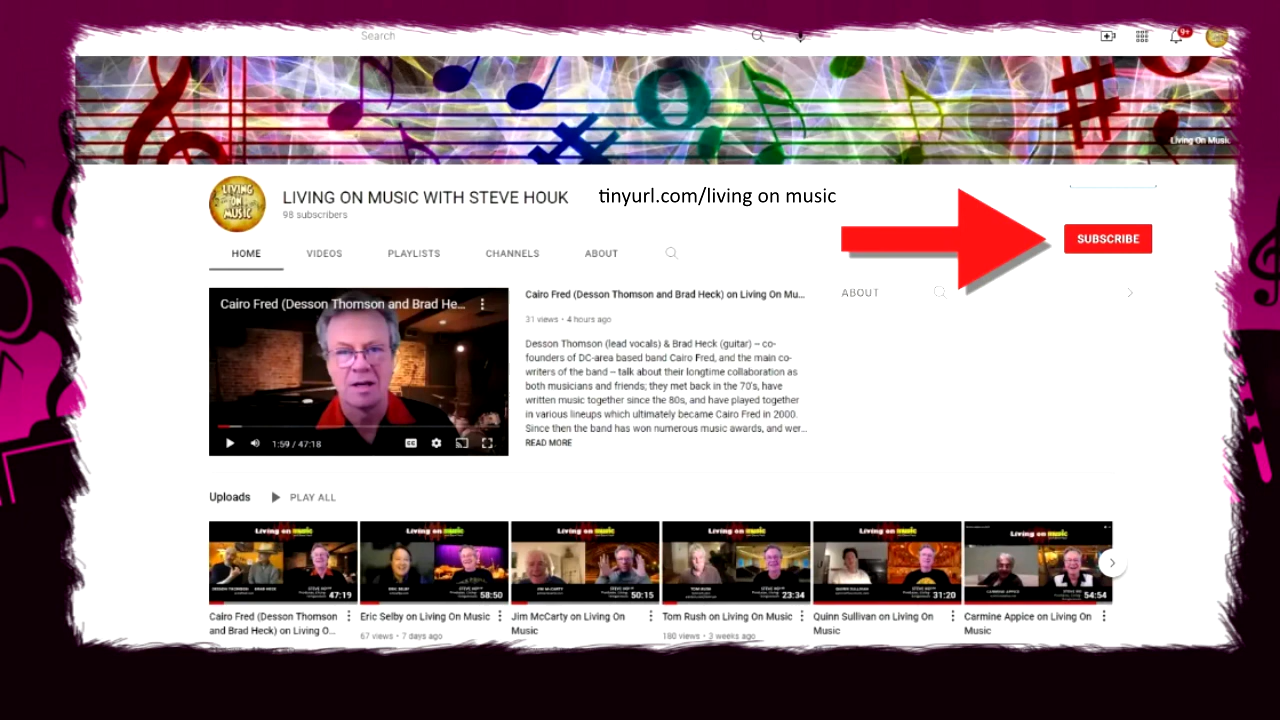 Search
9+
Living On Music
LIVING ON MUSIC
LIVING ON MUSIC WITH STEVE HOUK
tinyurl.com/living on music
98 subscribers
SUBSCRIBE
HOME VIDEOS PLAYLISTS CHANNELS ABOUT
ABOUT
Cairo Fred (Desson Thomson and Brad He...
1:59 / 47:18
Cairo Fred (Desson Thomson and Brad Heck) on Living On Mu...
31 views • 4 hours ago
Desson Thomson (lead vocals) & Brad Heck (guitar) -- co-
founders of DC-area based band Cairo Fred, and the main co-
writers of the band -- talk about their longtime collaboration as
both musicians and friends; they met back in the 70's, have
written music together since the 80s, and have played together
in various lineups which ultimately became Cairo Fred in 2000.
Since then the band has won numerous music awards, and wer...
READ MORE
Uploads PLAY ALL
Living on music Living on music Living on music Living on music Living on music Living on music
47:19 58:50 50:15 23:34 31:20 54:54
Cairo Fred (Desson Thomson
and Brad Heck) on Living O...
Eric Selby on Living On Music
67 views • 7 days ago
Jim McCarty on Living On
Music
Tom Rush on Living On Music
180 views • 3 weeks ago
Quinn Sullivan on Living On
Music
Carmine Appice on Living On
Music